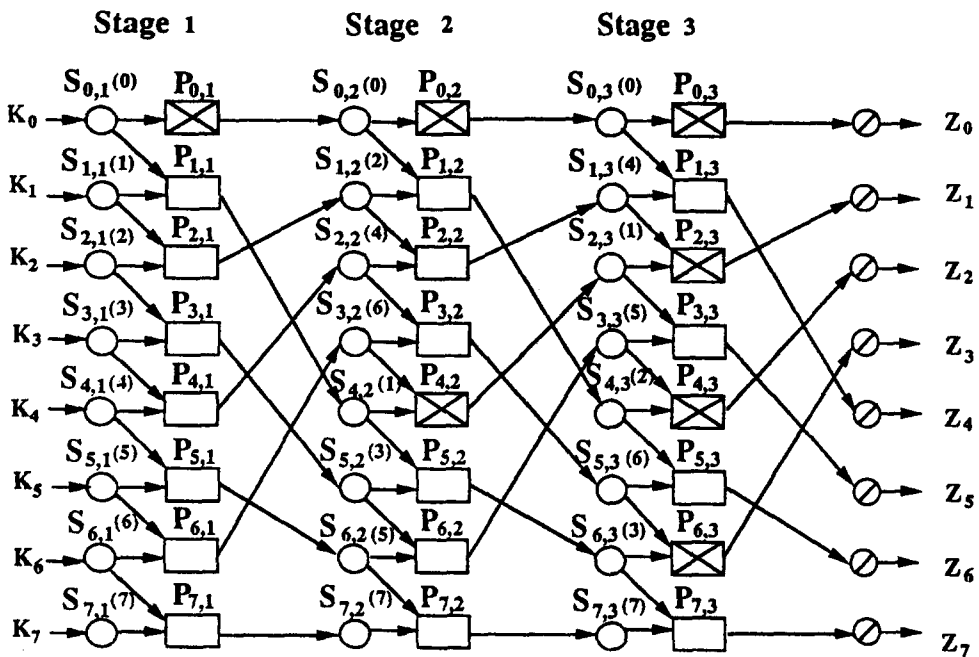 Stage 1 Stage 2 Stage 3
S0,1(0) P0,1 S0,2(0) P0,2 S0,3(0) P0,3
K0 Z0
S1,1(1) P1,1 S1,2(2) P1,2 S1,3(4) P1,3
K1 Z1
S2,1(2) P2,1 S2,2(4) P2,2 S2,3(1) P2,3
K2 Z2
S3,1(3) P3,1 S3,2(6) P3,2 S3,3(5) P3,3
K3 Z3
S4,1(4) P4,1 S4,2(1) P4,2 S4,3(2) P4,3
K4 Z4
S5,1(5) P5,1 S5,2(3) P5,2 S5,3(6) P5,3
K5 Z5
S6,1(6) P6,1 S6,2(5) P6,2 S6,3(3) P6,3
K6 Z6
S7,1(7) P7,1 S7,2(7) P7,2 S7,3(7) P7,3
K7 Z7